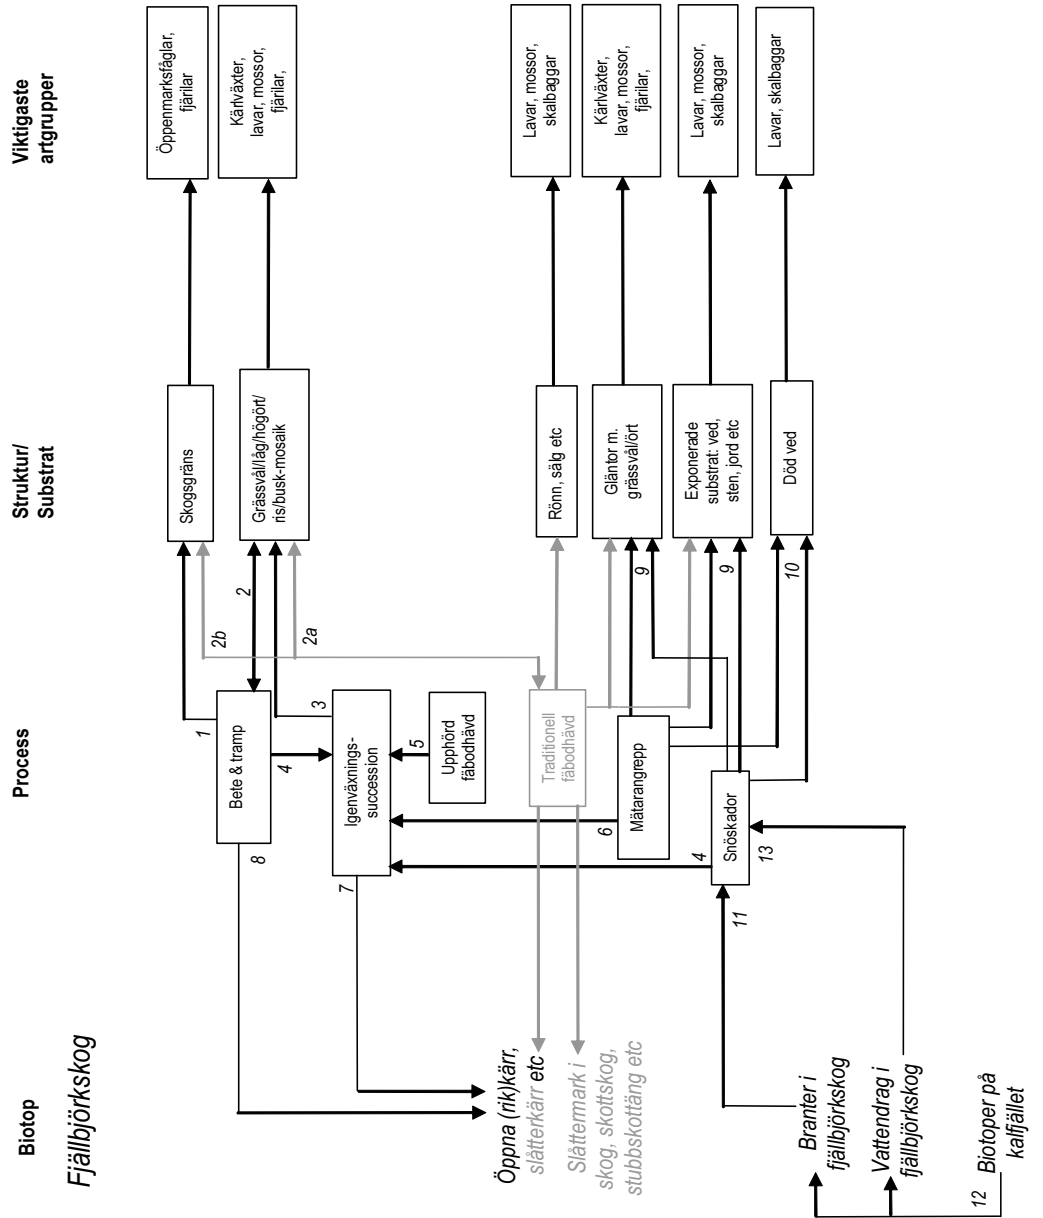 Biotop
Process
Struktur/
Substrat
Viktigaste
artgrupper
Fjällbjörkskog
Skogsgräns
Öppenmarksfåglar,
fjärilar
Bete & tramp
Grässvål/låg/högört/
ris/busk-mosaik
Kärlväxter,
lavar, mossor,
fjärilar,
1
2b
2
2a
8
4
3
Igenväxnings-
succession
7
5
Upphörd
fäbodhävd
Öppna (rik)kärr,
slåtterkärr etc
Slåttermark i
skog, skottskog,
stubbskottäng etc
Traditionell
fäbodhävd
Rönn, sälg etc
Lavar, mossor,
skalbaggar
6
Mätarangrepp
Gläntor m.
grässvål/ört
Kärlväxter,
lavar, mossor,
fjärilar,
9
4
Snöskador
Exponerade
substrat: ved,
sten, jord etc
Lavar, mossor,
skalbaggar
9
11
13
10
Död ved
Lavar, skalbaggar
Branter i
fjällbjörkskog
Vattendrag i
fjällbjörkskog
12
Biotoper på
kalfjället